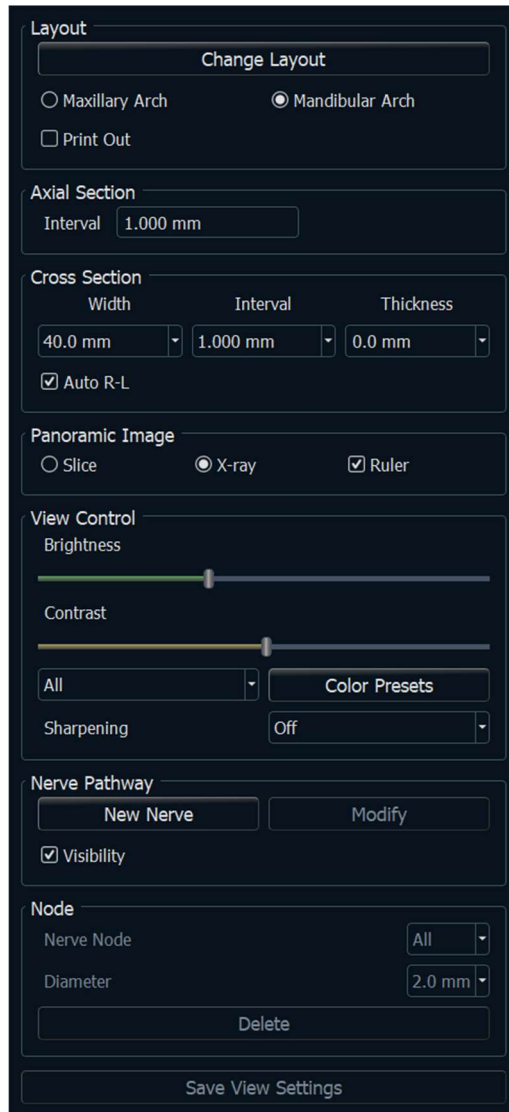 Layout
Change Layout
Maxillary Arch Mandibular Arch
Print Out
Axial Section
Interval 1.000 mm
Cross Section
Width Interval Thickness
40.0 mm 1.000 mm 0.0 mm
Auto R-L
Panoramic Image
Slice X-ray Ruler
View Control
Brightness
Contrast
All Color Presets
Sharpening Off
Nerve Pathway
New Nerve Modify
Visibility
Node
Nerve Node All
Diameter 2.0 mm
Delete
Save View Settings